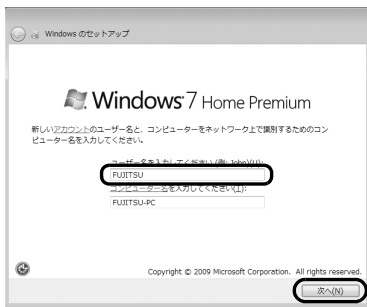 Windows のセットアップ
Windows 7 Home Premium
新しいアカウントのユーザー名と、コンピューターをネットワーク上で識別するためのコン
ピューター名を入力してください。
ユーザー名を入力してください (例: John)(U):
FUJITSU
コンピューター名を入力してください(T):
FUJITSU-PC
Copyright © 2009 Microsoft Corporation. All rights reserved.
次へ(N)